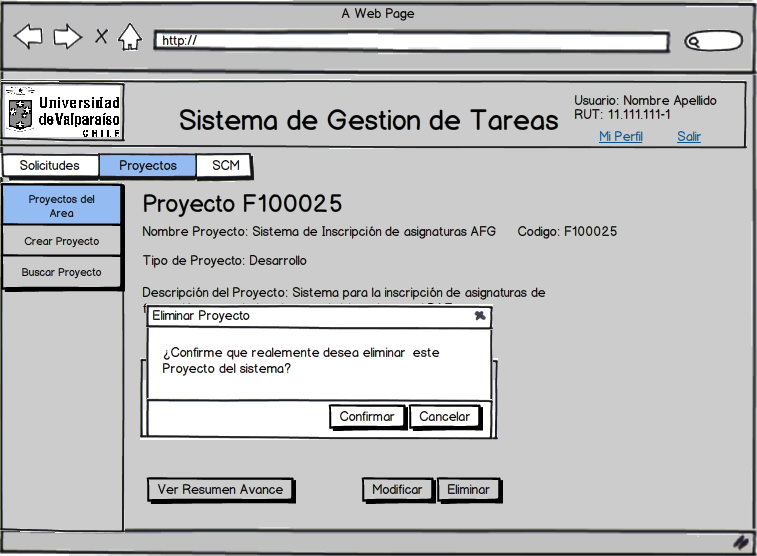 A Web Page
http://
Universidad
de Valparaíso
CHILE
Sistema de Gestion de Tareas
Usuario: Nombre Apellido
RUT: 11.111.111-1
Mi Perfil Salir
Solicitudes Proyectos SCM
Proyectos del
Area
Crear Proyecto
Buscar Proyecto
Proyecto F100025
Nombre Proyecto: Sistema de Inscripción de asignaturas AFG Codigo: F100025
Tipo de Proyecto: Desarrollo
Descripción del Proyecto: Sistema para la inscripción de asignaturas de
Eliminar Proyecto
¿Confirme que realemente desea eliminar este
Proyecto del sistema?
Confirmar Cancelar
Ver Resumen Avance Modificar Eliminar